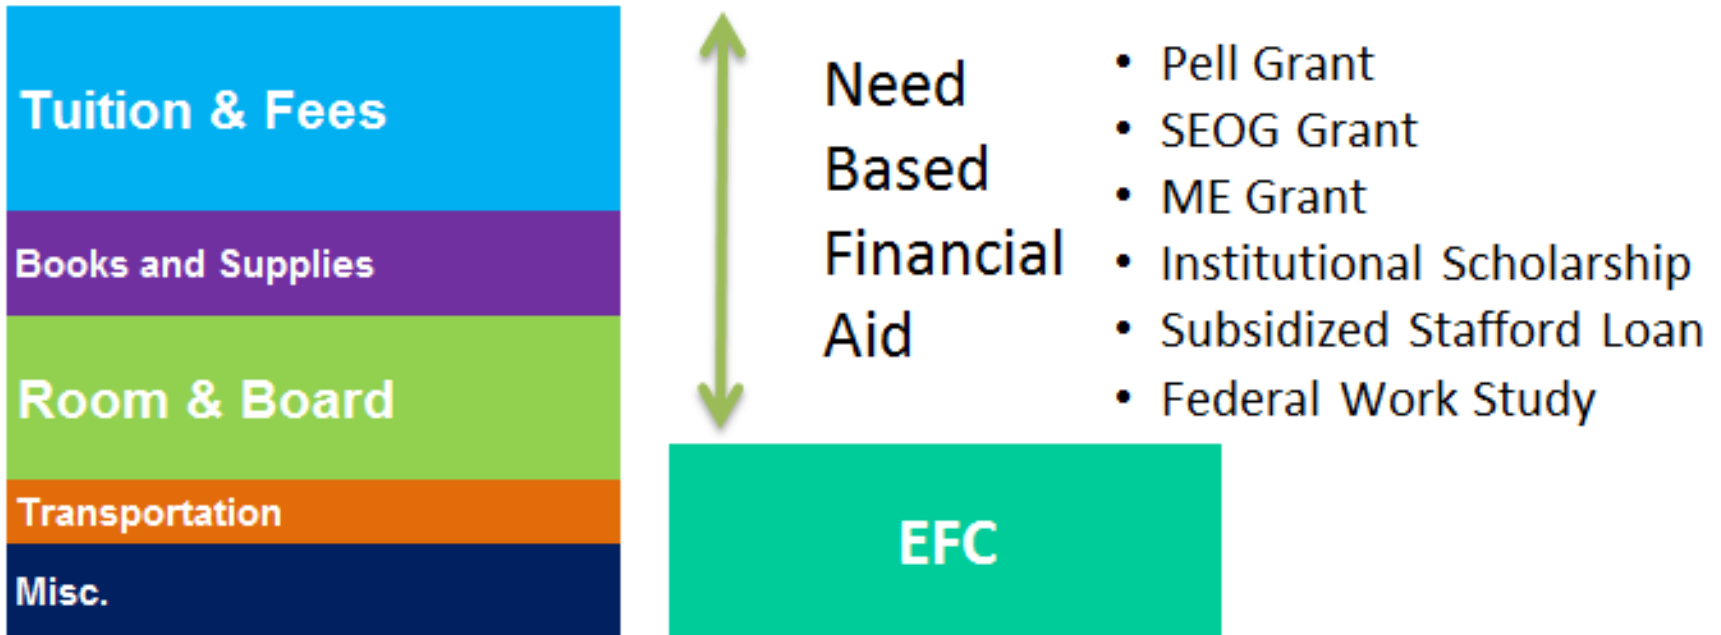 Tuition & Fees
Books and Supplies
Room & Board
Transportation
Misc.
Need
Based
Financial
Aid
• Pell Grant
• SEOG Grant
• ME Grant
• Institutional Scholarship
• Subsidized Stafford Loan
• Federal Work Study
EFC